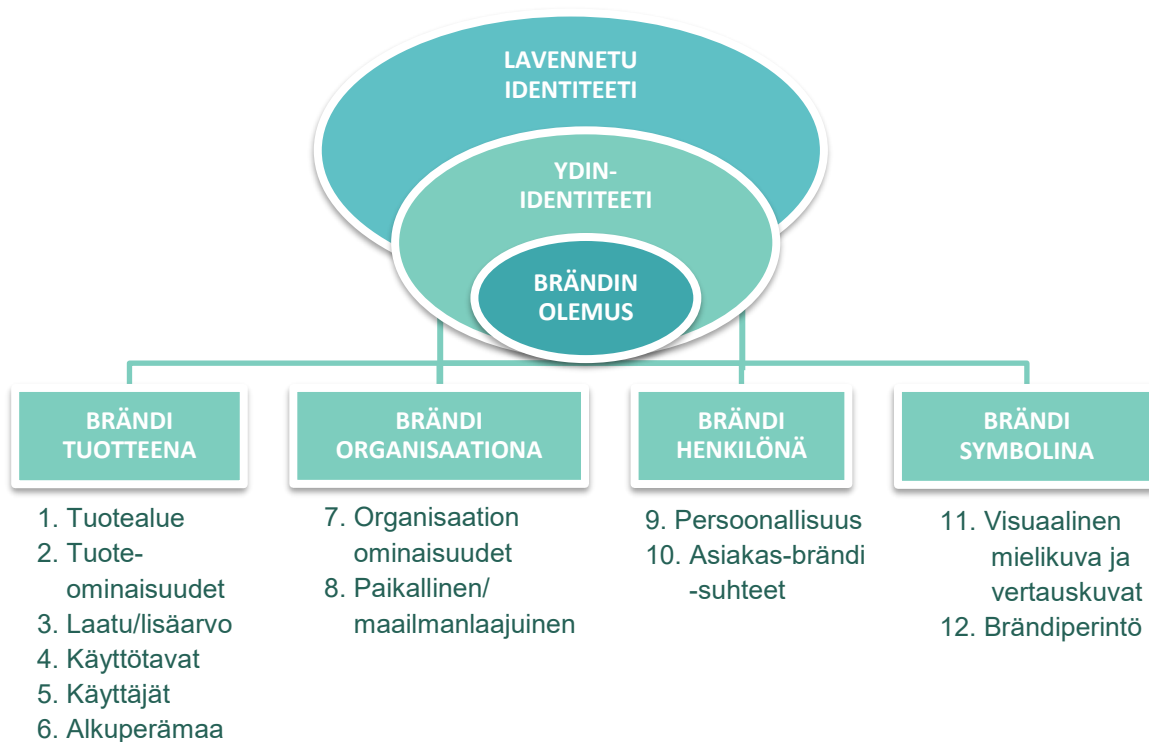 LAVENNETU
IDENTITEETI
YDIN-
IDENTITEETI
BRÄNDIN
OLEMUS
BRÄNDI
TUOTTEENA
BRÄNDI
ORGANISAATIONA
BRÄNDI
HENKILÖNÄ
BRÄNDI
SYMBOLINA
1. Tuotealue
2. Tuote-
ominaisuudet
3. Laatu/lisäarvo
4. Käyttötavat
5. Käyttäjät
6. Alkuperämaa
7. Organisaation
ominaisuudet
8. Paikallinen/
maailmanlaajuinen
9. Persoonallisuus
10. Asiakas-brändi
-suhteet
11. Visuaalinen
mielikuva ja
vertauskuvat
12. Brändiperintö